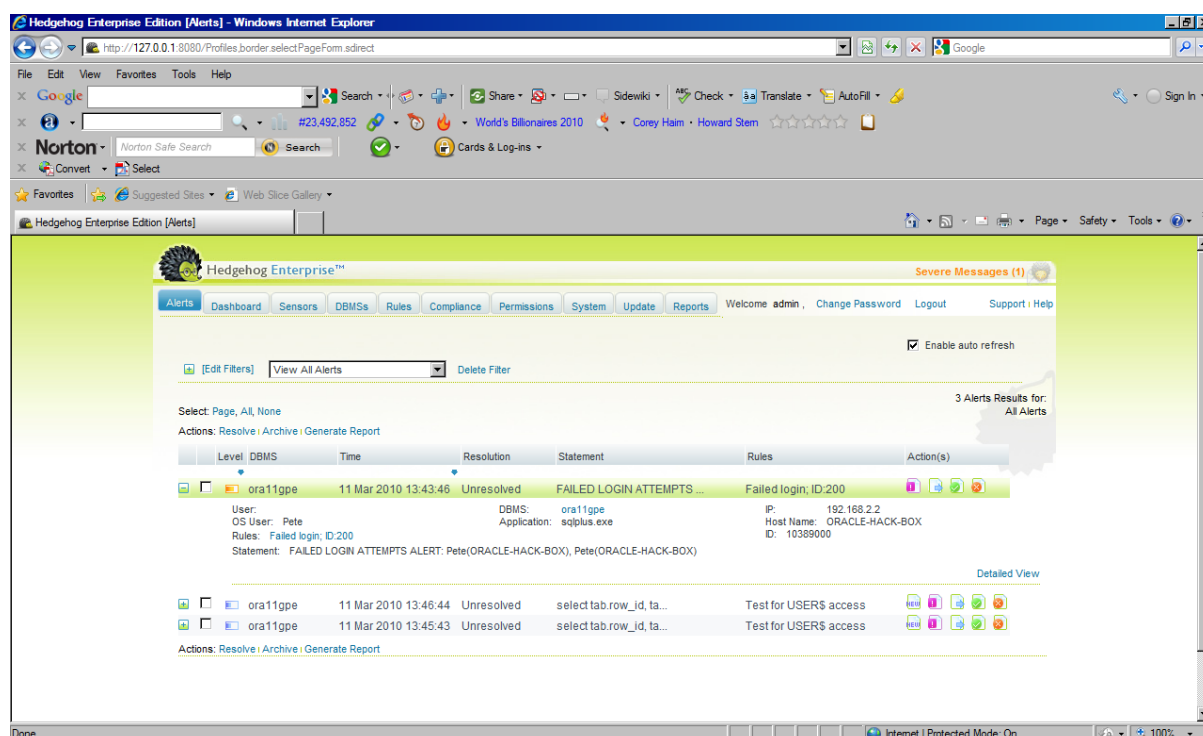 Hedgehog Enterprise Edition [Alerts] - Windows Internet Explorer
http://127.0.0.1:8080/Profiles,border.selectPageForm.sdirect
Google
File Edit View Favorites Tools Help
Google Search Share Sidewiki Check Translate AutoFill Sign In
#23,492,852 World's Billionaires 2010 Corey Haim • Howard Stern
Norton Norton Safe Search Search Cards & Log-ins
Convert Select
Favorites Suggested Sites Web Slice Gallery
Hedgehog Enterprise Edition [Alerts] Page Safety Tools
Hedgehog Enterprise™ Severe Messages (1)
Alerts Dashboard Sensors DBMSs Rules Compliance Permissions System Update Reports Welcome admin , Change Password Logout Support | Help
Enable auto refresh
[Edit Filters] View All Alerts Delete Filter
3 Alerts Results for:
All Alerts
Select: Page, All, None
Actions: Resolve | Archive | Generate Report
Level DBMS Time Resolution Statement Rules Action(s)
ora11gpe 11 Mar 2010 13:43:46 Unresolved FAILED LOGIN ATTEMPTS ... Failed login; ID:200
User: DBMS: ora11gpe IP: 192.168.2.2
OS User: Pete Application: sqlplus.exe Host Name: ORACLE-HACK-BOX
Rules: Failed login; ID:200 ID: 10389000
Statement: FAILED LOGIN ATTEMPTS ALERT: Pete(ORACLE-HACK-BOX), Pete(ORACLE-HACK-BOX)
Detailed View
ora11gpe 11 Mar 2010 13:46:44 Unresolved select tab.row_id, ta... Test for USER$ access NEW
ora11gpe 11 Mar 2010 13:45:43 Unresolved select tab.row_id, ta... Test for USER$ access NEW
Actions: Resolve | Archive | Generate Report
Done Internet | Protected Mode: On 100%